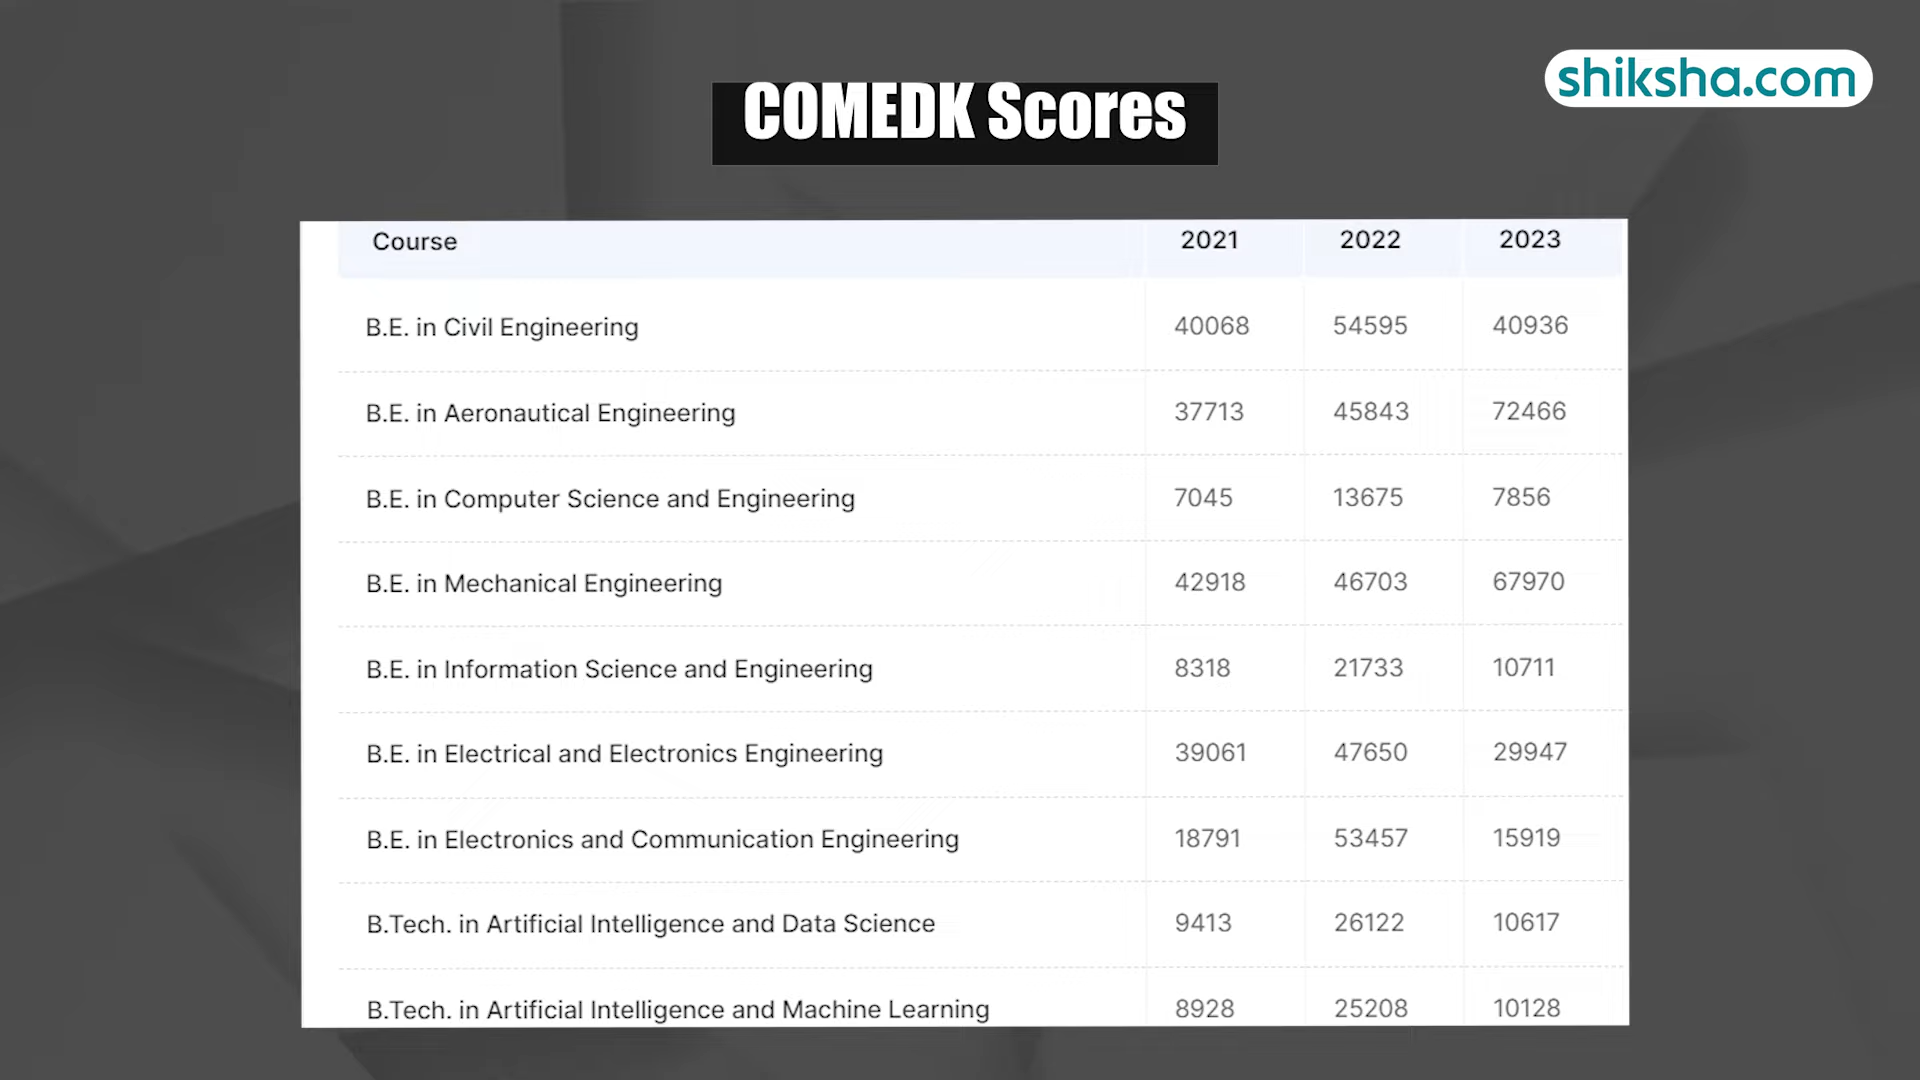 shiksha.com
COMEDK Scores
Course 2021 2022 2023
B.E. in Civil Engineering 40068 54595 40936
B.E. in Aeronautical Engineering 37713 45843 72466
B.E. in Computer Science and Engineering 7045 13675 7856
B.E. in Mechanical Engineering 42918 46703 67970
B.E. in Information Science and Engineering 8318 21733 10711
B.E. in Electrical and Electronics Engineering 39061 47650 29947
B.E. in Electronics and Communication Engineering 18791 53457 15919
B.Tech. in Artificial Intelligence and Data Science 9413 26122 10617
B.Tech. in Artificial Intelligence and Machine Learning 8928 25208 10128